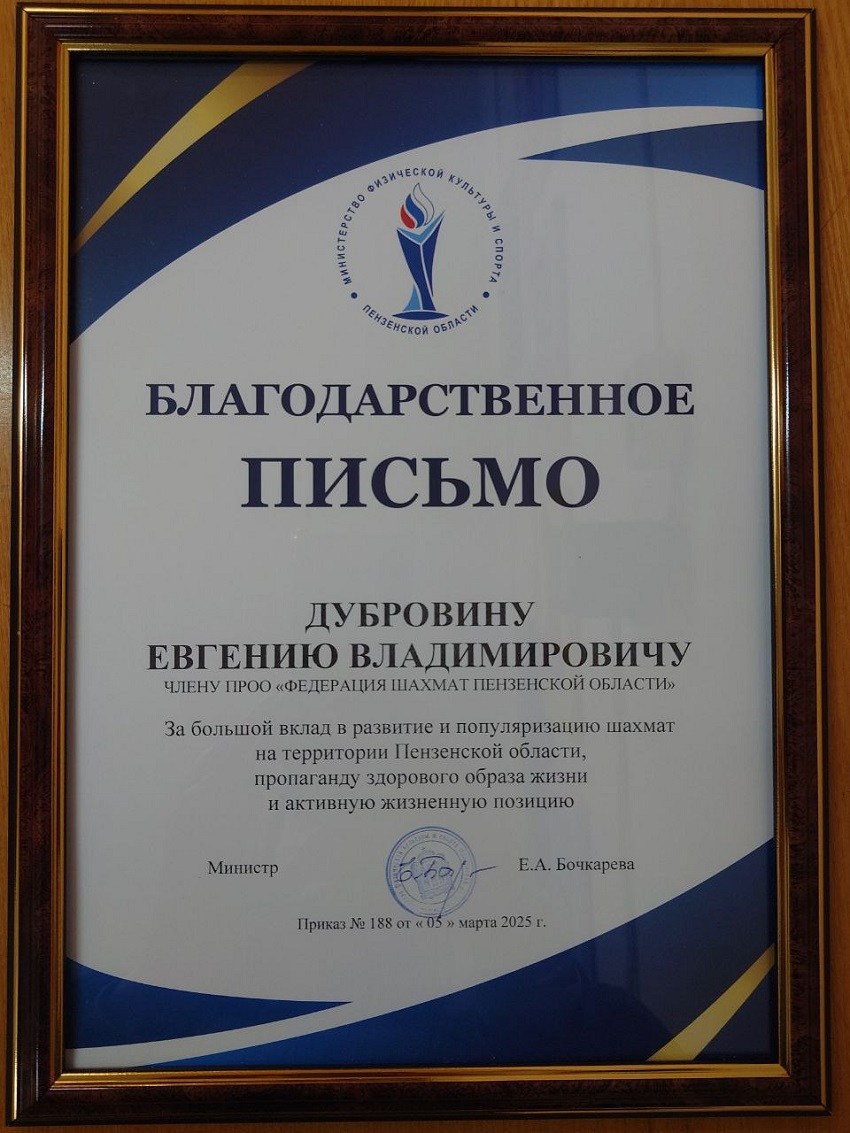 МИНИСТЕРСТВО ФИЗИЧЕСКОЙ КУЛЬТУРЫ И СПОРТА
ПЕНЗЕНСКОЙ ОБЛАСТИ
БЛАГОДАРСТВЕННОЕ
ПИСЬМО
ДУБРОВИНУ
ЕВГЕНИЮ ВЛАДИМИРОВИЧУ
ЧЛЕНУ ПРОО «ФЕДЕРАЦИЯ ШАХМАТ ПЕНЗЕНСКОЙ ОБЛАСТИ»
За большой вклад в развитие и популяризацию шахмат
на территории Пензенской области,
пропаганду здорового образа жизни
и активную жизненную позицию
Министр Е.А. Бочкарева
Приказ № 188 от « 05 » марта 2025 г.